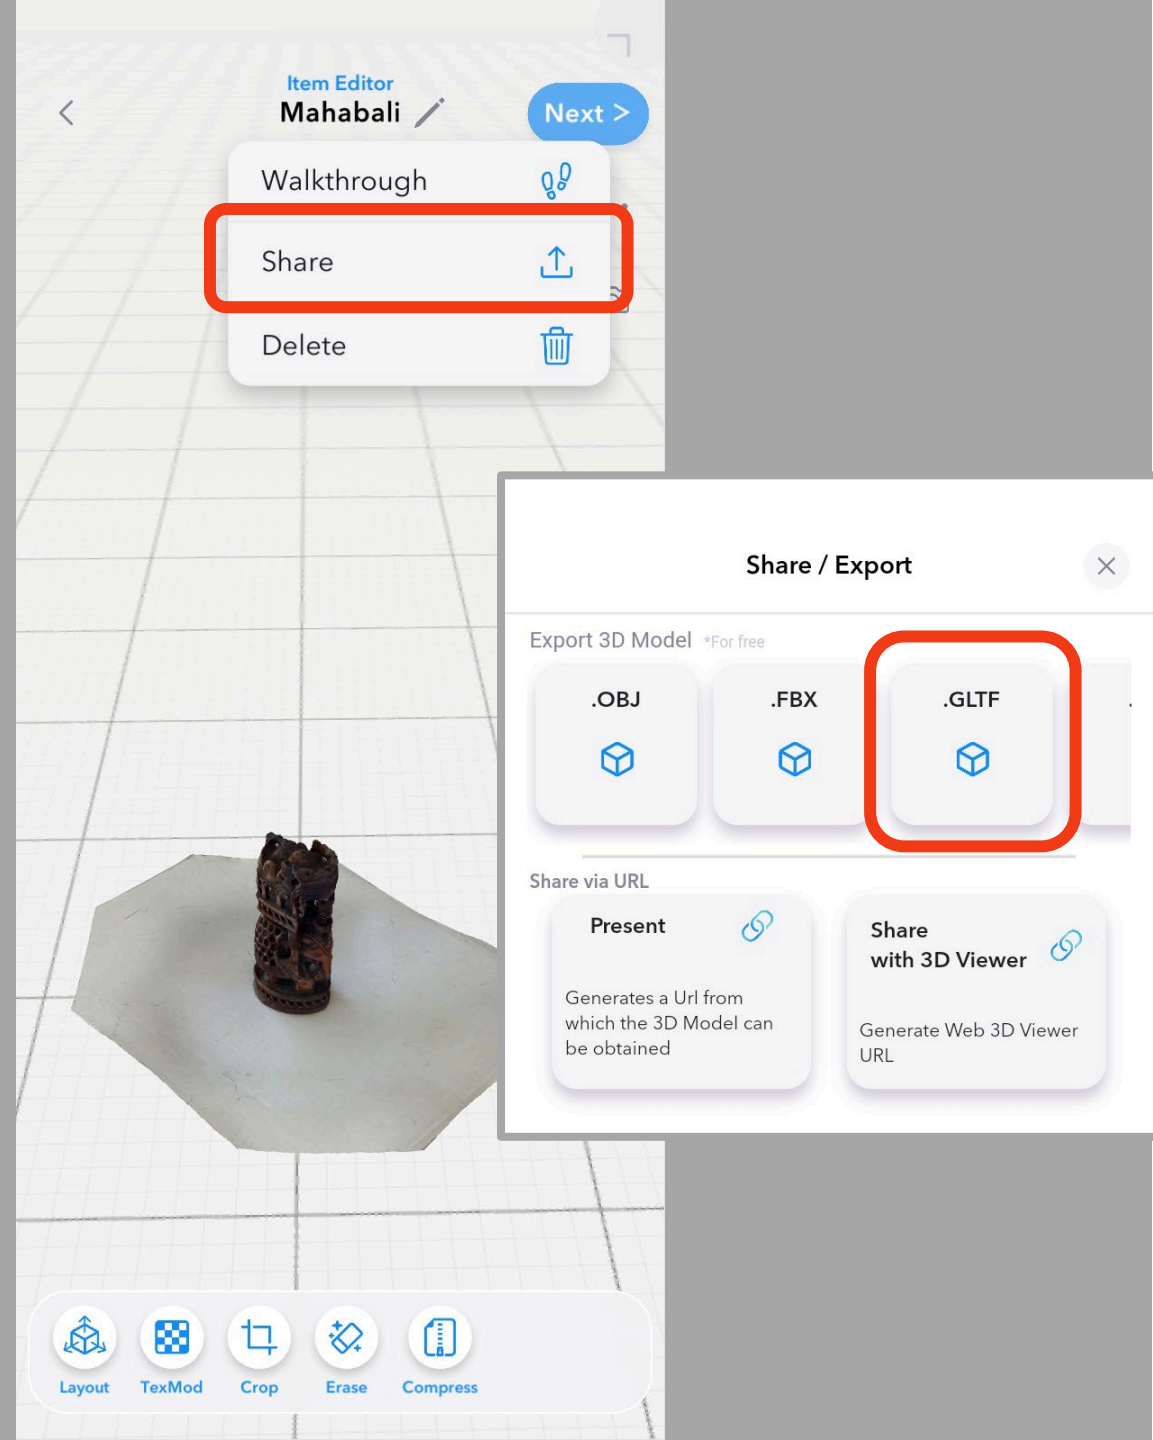 Item Editor
Mahabali
Next >
Walkthrough
Share
Delete
Share / Export
Export 3D Model *For free
.OBJ
.FBX
.GLTF
.
Share via URL
Present
Generates a Url from
which the 3D Model can
be obtained
Share
with 3D Viewer
Generate Web 3D Viewer
URL
Layout
TexMod
Crop
Erase
Compress